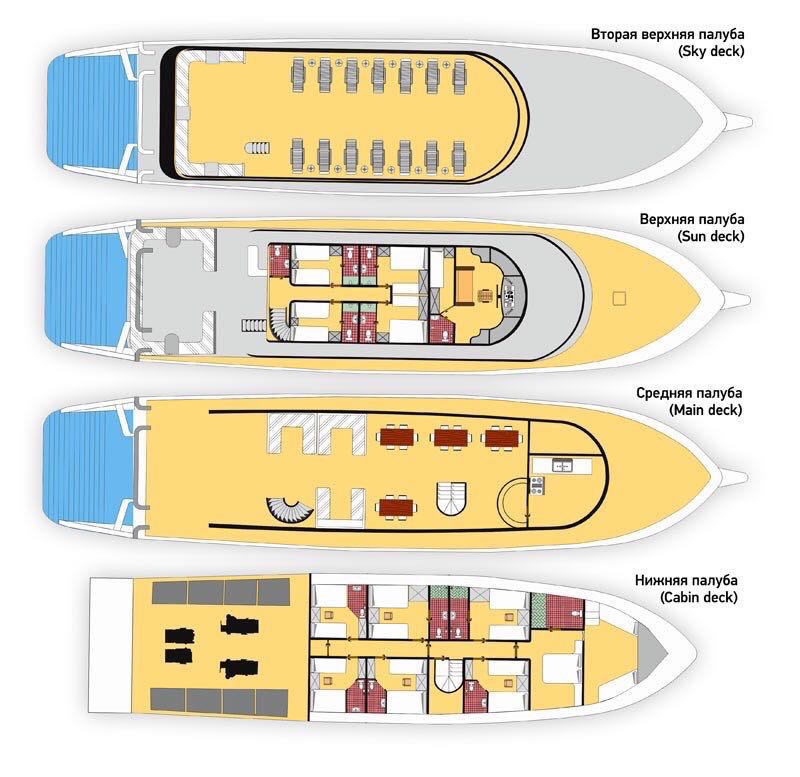 Вторая верхняя палуба
(Sky deck)
Верхняя палуба
(Sun deck)
Средняя палуба
(Main deck)
Нижняя палуба
(Cabin deck)